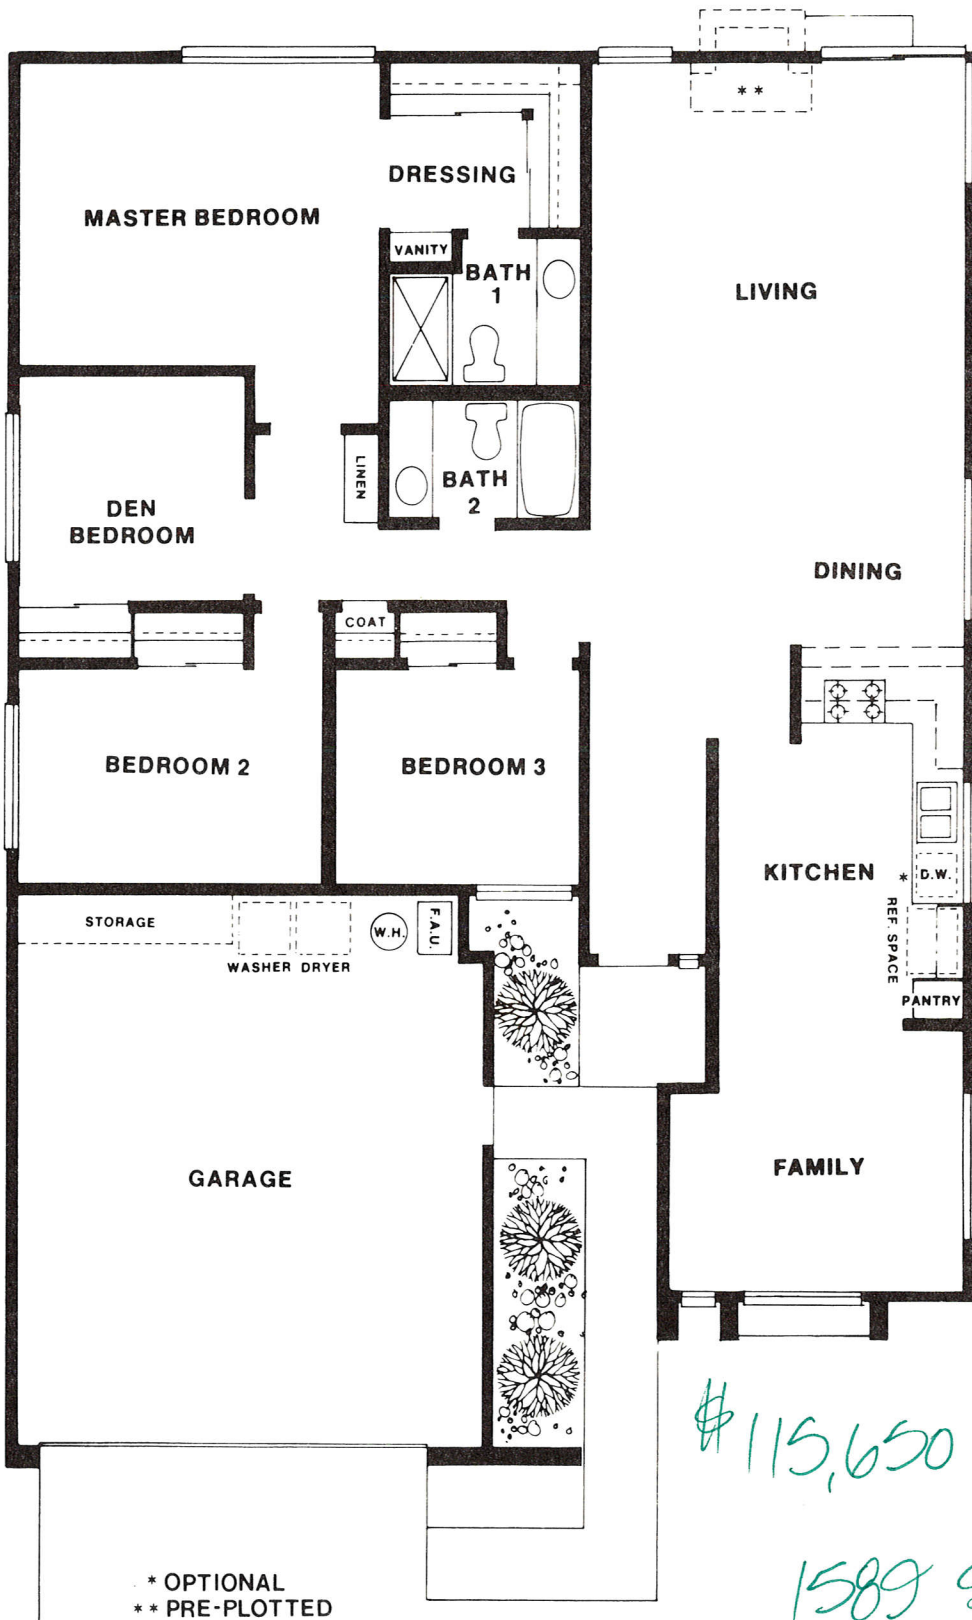 **
DRESSING
MASTER BEDROOM
VANITY
BATH
1
LIVING
LINEN
BATH
2
DEN
BEDROOM
DINING
COAT
BEDROOM 2
BEDROOM 3
KITCHEN
* D.W.
REF. SPACE
PANTRY
STORAGE
WASHER DRYER
W.H.
F.A.U.
GARAGE
FAMILY
$115,650
1589
* OPTIONAL
** PRE-PLOTTED